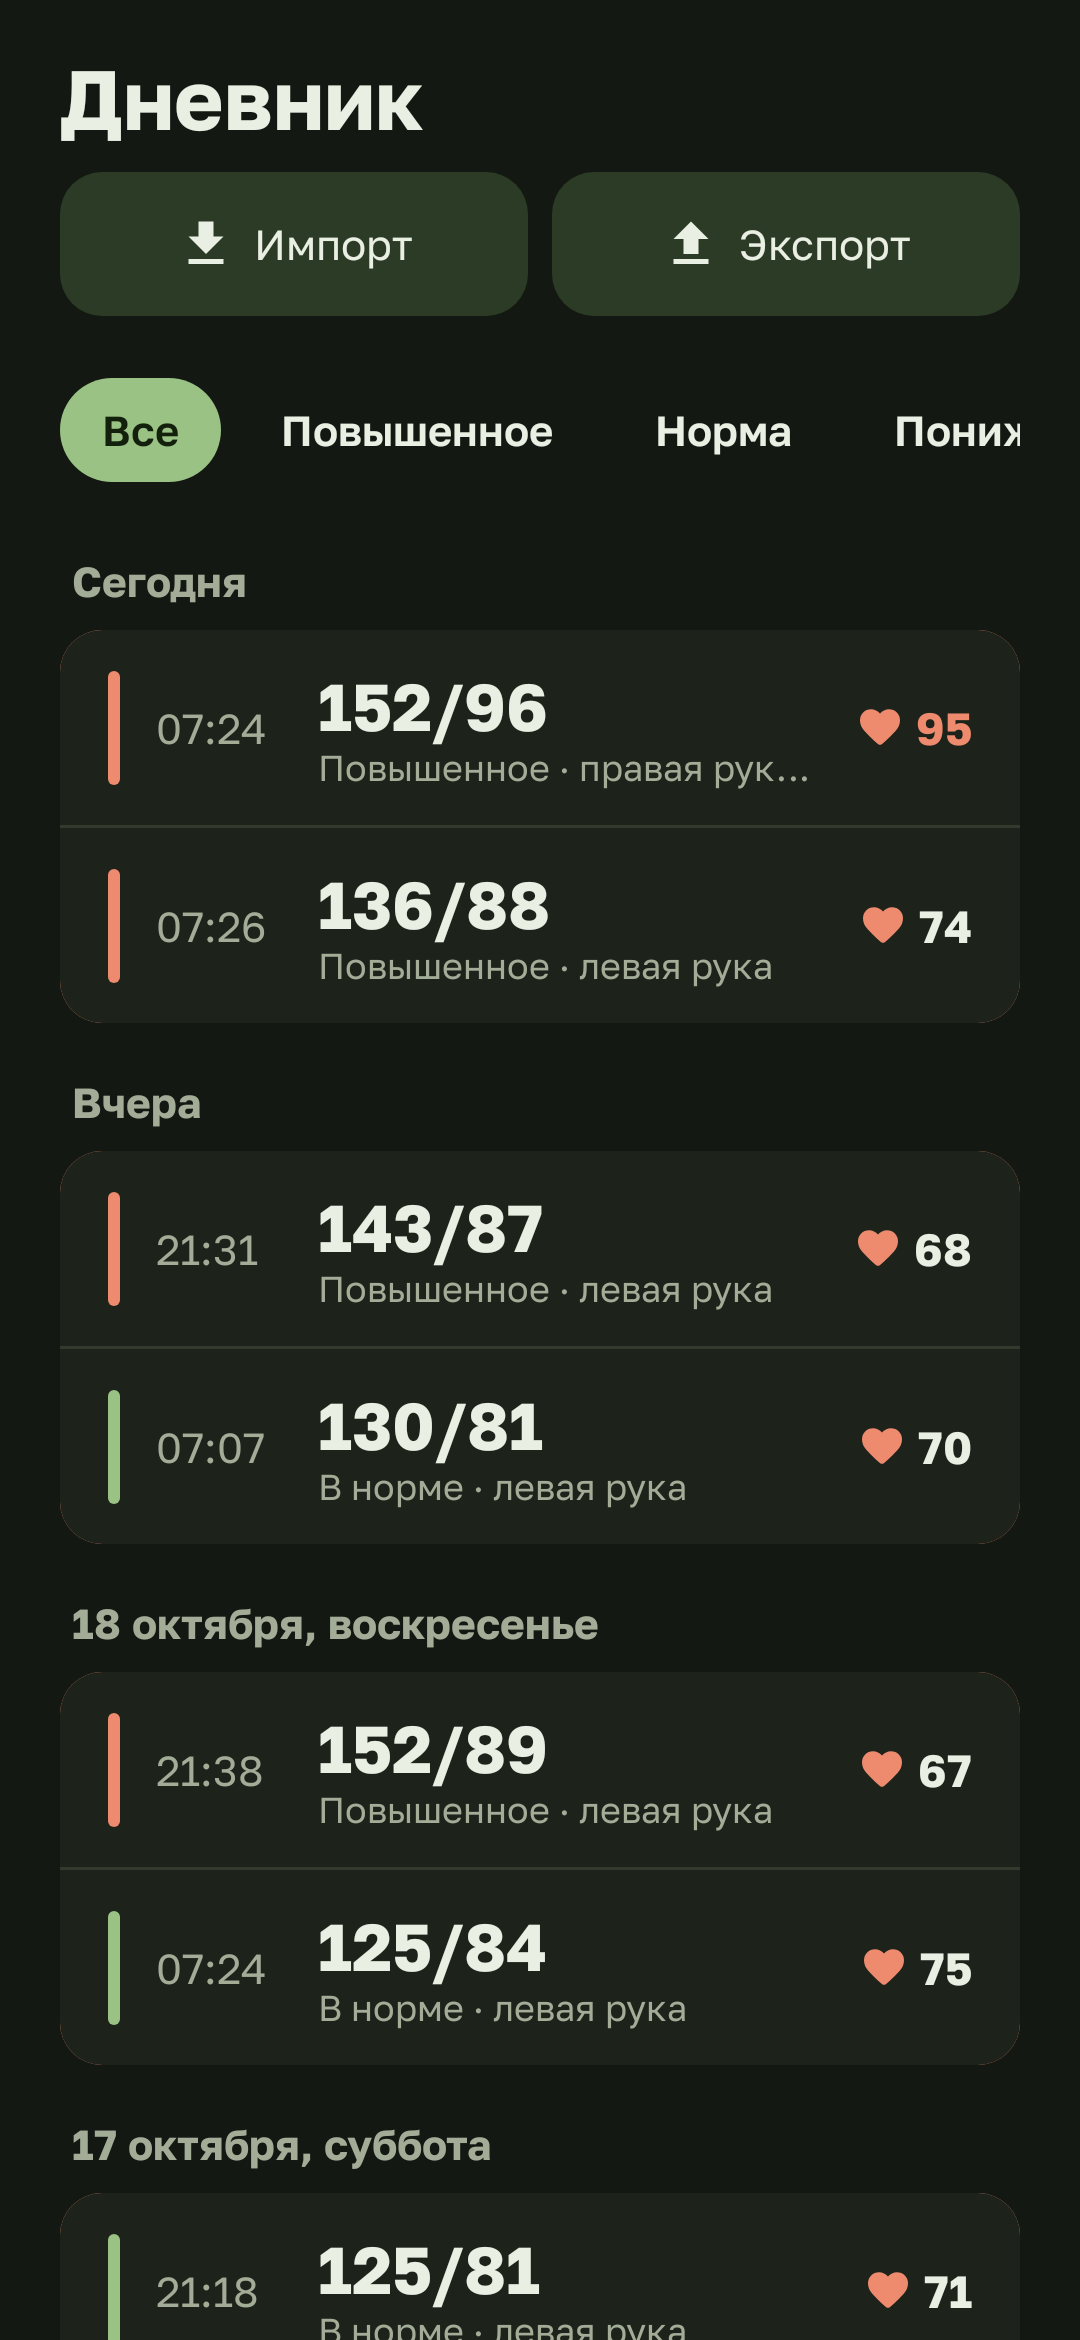 Дневник
Импорт
Экспорт
Все Повышенное Норма
Сегодня
07:24 152/96 95
Повышенное · правая рук...
07:26 136/88 74
Повышенное · левая рука
Вчера
21:31 143/87 68
Повышенное · левая рука
07:07 130/81 70
В норме · левая рука
18 октября, воскресенье
21:38 152/89 67
Повышенное · левая рука
07:24 125/84 75
В норме · левая рука
17 октября, суббота
21:18 125/81 71
В норме · левая рука